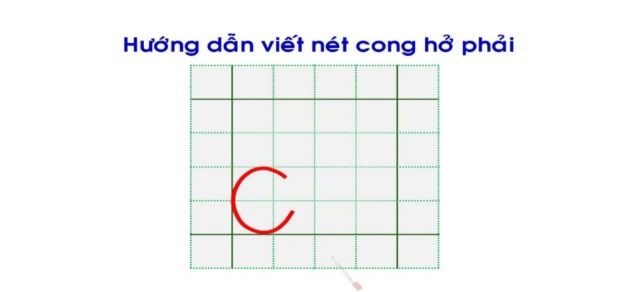 Hướng dẫn viết nét cong hở phải